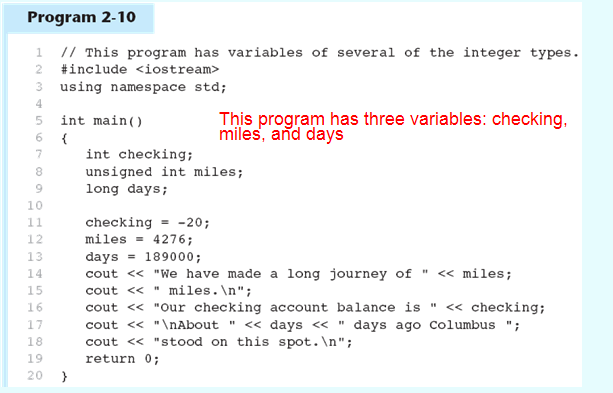 Program 2-10
1 // This program has variables of several of the integer types.
2 #include <iostream>
3 using namespace std;
4
5 int main()
This program has three variables: checking,
miles, and days
6 {
7 int checking;
8 unsigned int miles;
9 long days;
10
11 checking = -20;
12 miles = 4276;
13 days = 189000;
14 cout << "We have made a long journey of " << miles;
15 cout << " miles.\n";
16 cout << "Our checking account balance is " << checking;
17 cout << "\nAbout " << days << " days ago Columbus ";
18 cout << "stood on this spot.\n";
19 return 0;
20 }